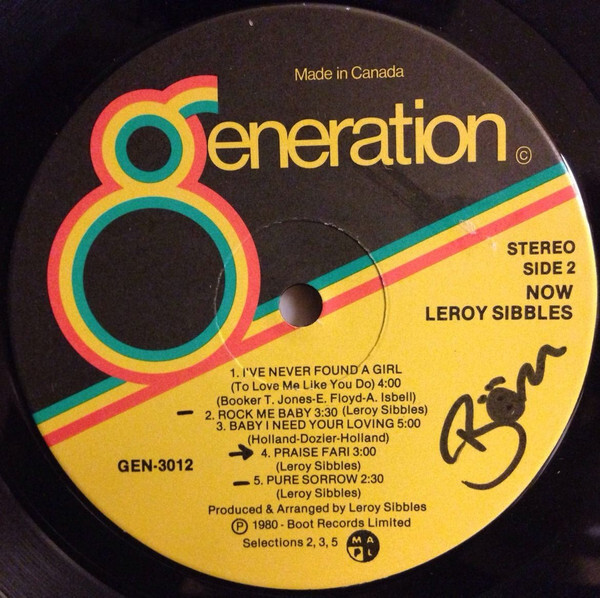 Made in Canada
generation ©
STEREO
SIDE 2
NOW
LEROY SIBBLES
1. I'VE NEVER FOUND A GIRL
(To Love Me Like You Do) 4:00
(Booker T. Jones-E. Floyd-A. Isbell)
2. ROCK ME BABY 3:30 (Leroy Sibbles)
3. BABY I NEED YOUR LOVING 5:00
(Holland-Dozier-Holland)
4. PRAISE FARI 3:00
(Leroy Sibbles)
5. PURE SORROW 2:30
(Leroy Sibbles)
GEN-3012
Produced & Arranged by Leroy Sibbles
Ⓟ 1980 - Boot Records Limited
Selections 2, 3, 5 M A P L